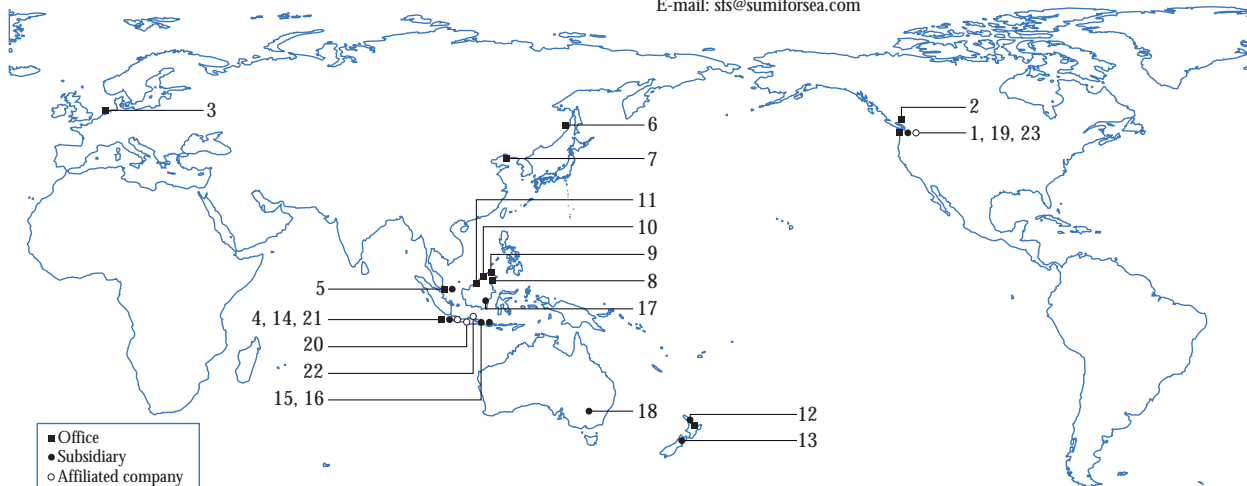 E-mail: sfs@sumiforsea.com
3
2
6
1, 19, 23
7
11
10
9
5
8
17
4, 14, 21
20
22
15, 16
18
12
13
■ Office
● Subsidiary
○ Affiliated company